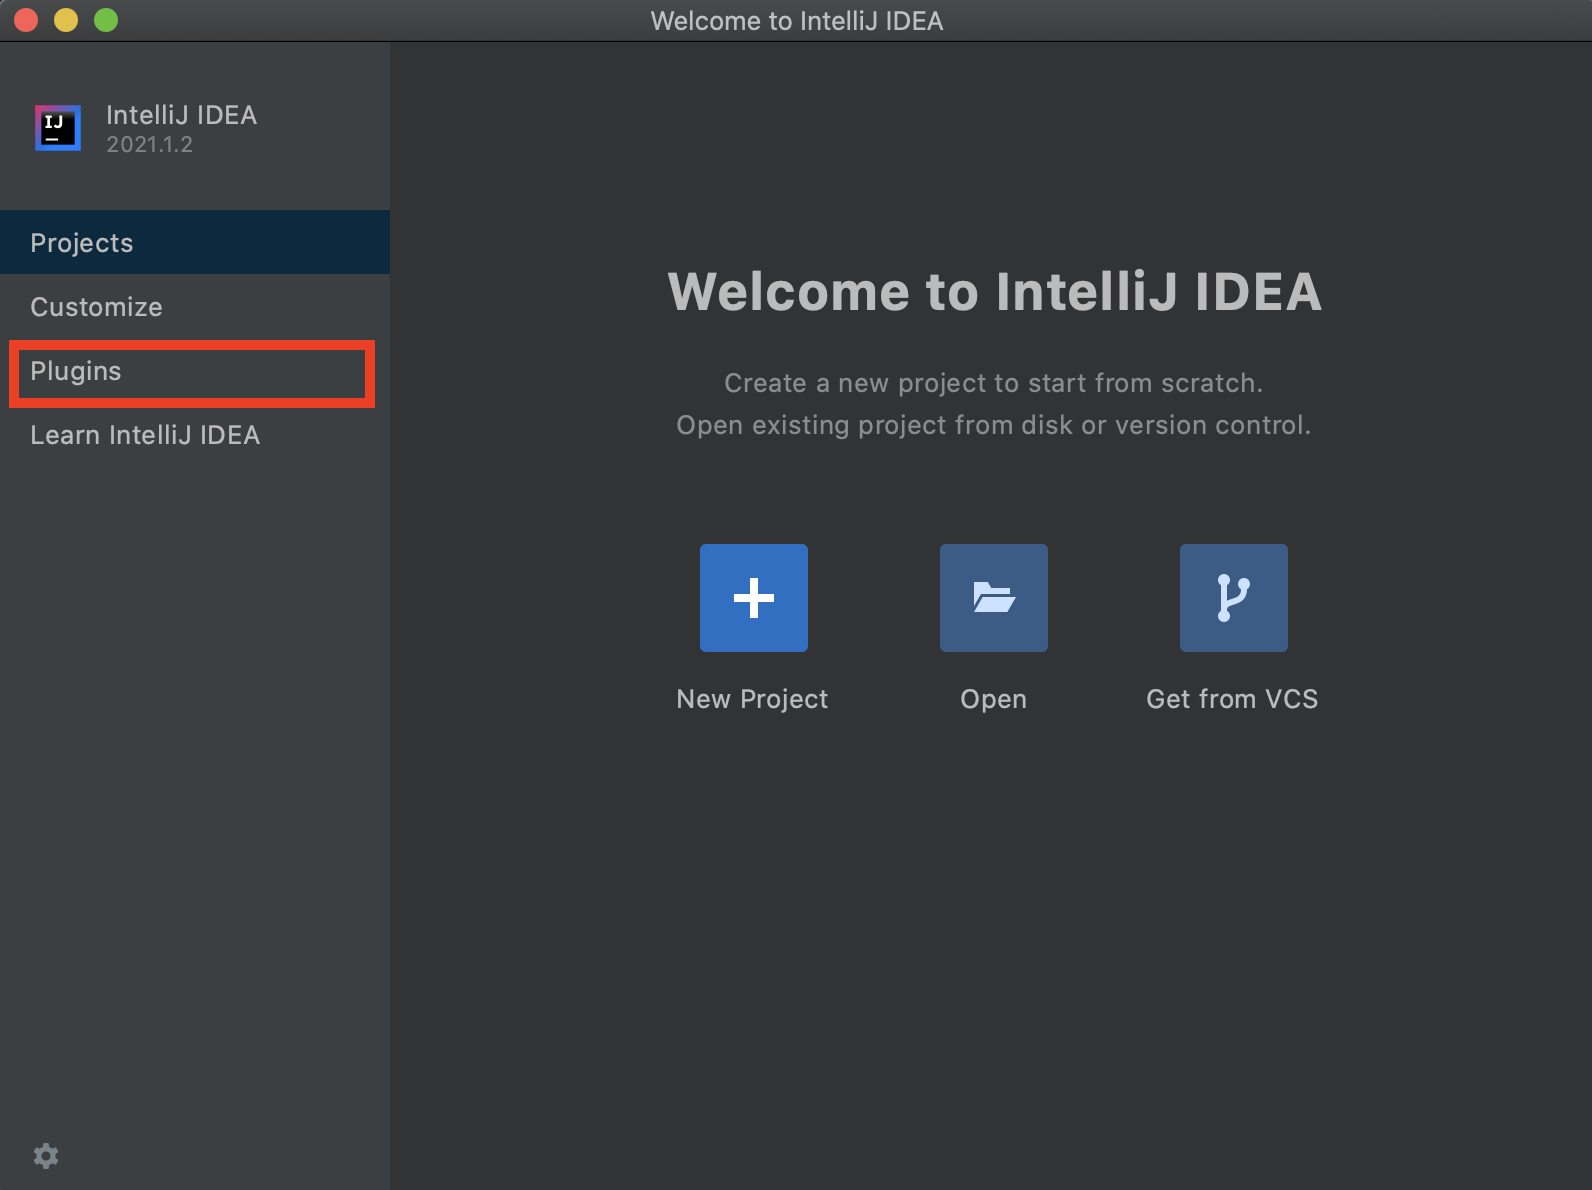 Welcome to IntelliJ IDEA
IJ
IntelliJ IDEA
2021.1.2
Projects
Customize
Plugins
Learn IntelliJ IDEA
Welcome to IntelliJ IDEA
Create a new project to start from scratch.
Open existing project from disk or version control.
New Project
Open
Get from VCS